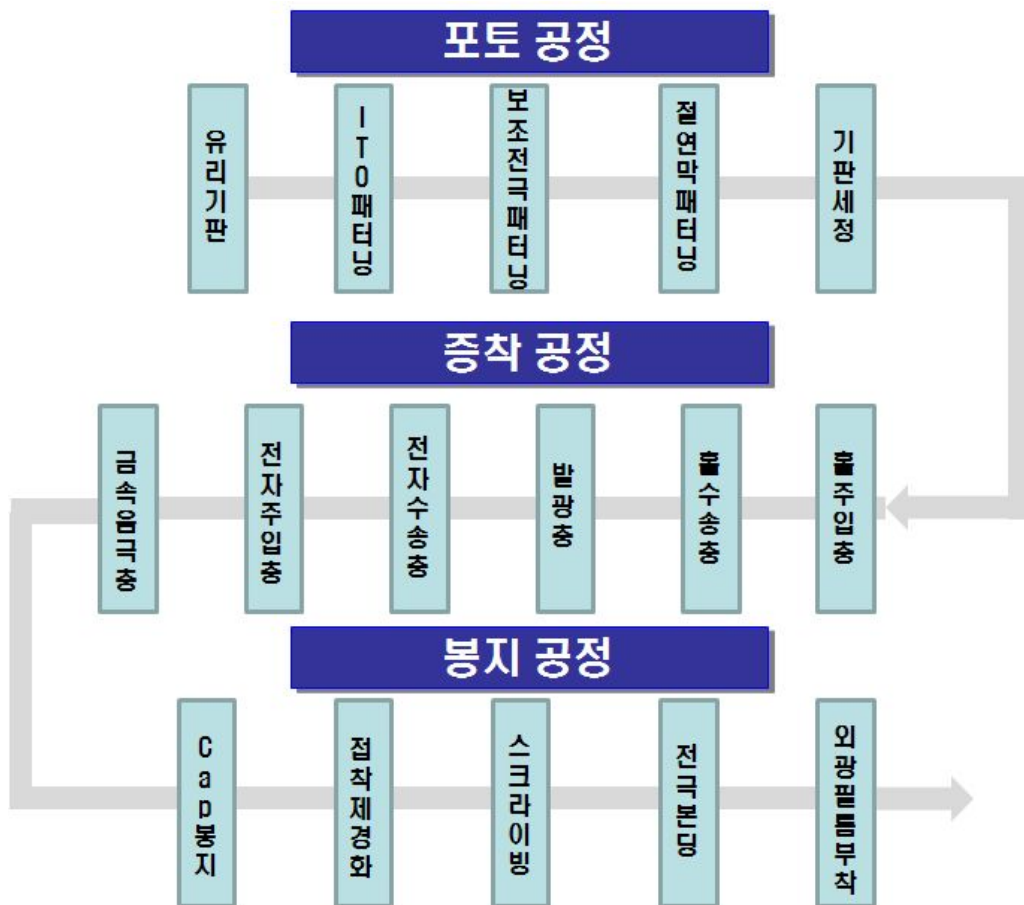 포토 공정
유리기판
ITO패터닝
보조전극패터닝
절연막패터닝
기판세정
증착 공정
금속음극층
전자주입층
전자수송층
발광층
홀수송층
홀주입층
봉지 공정
Cap봉지
접착제경화
스크라이빙
전극본딩
외광필름부착